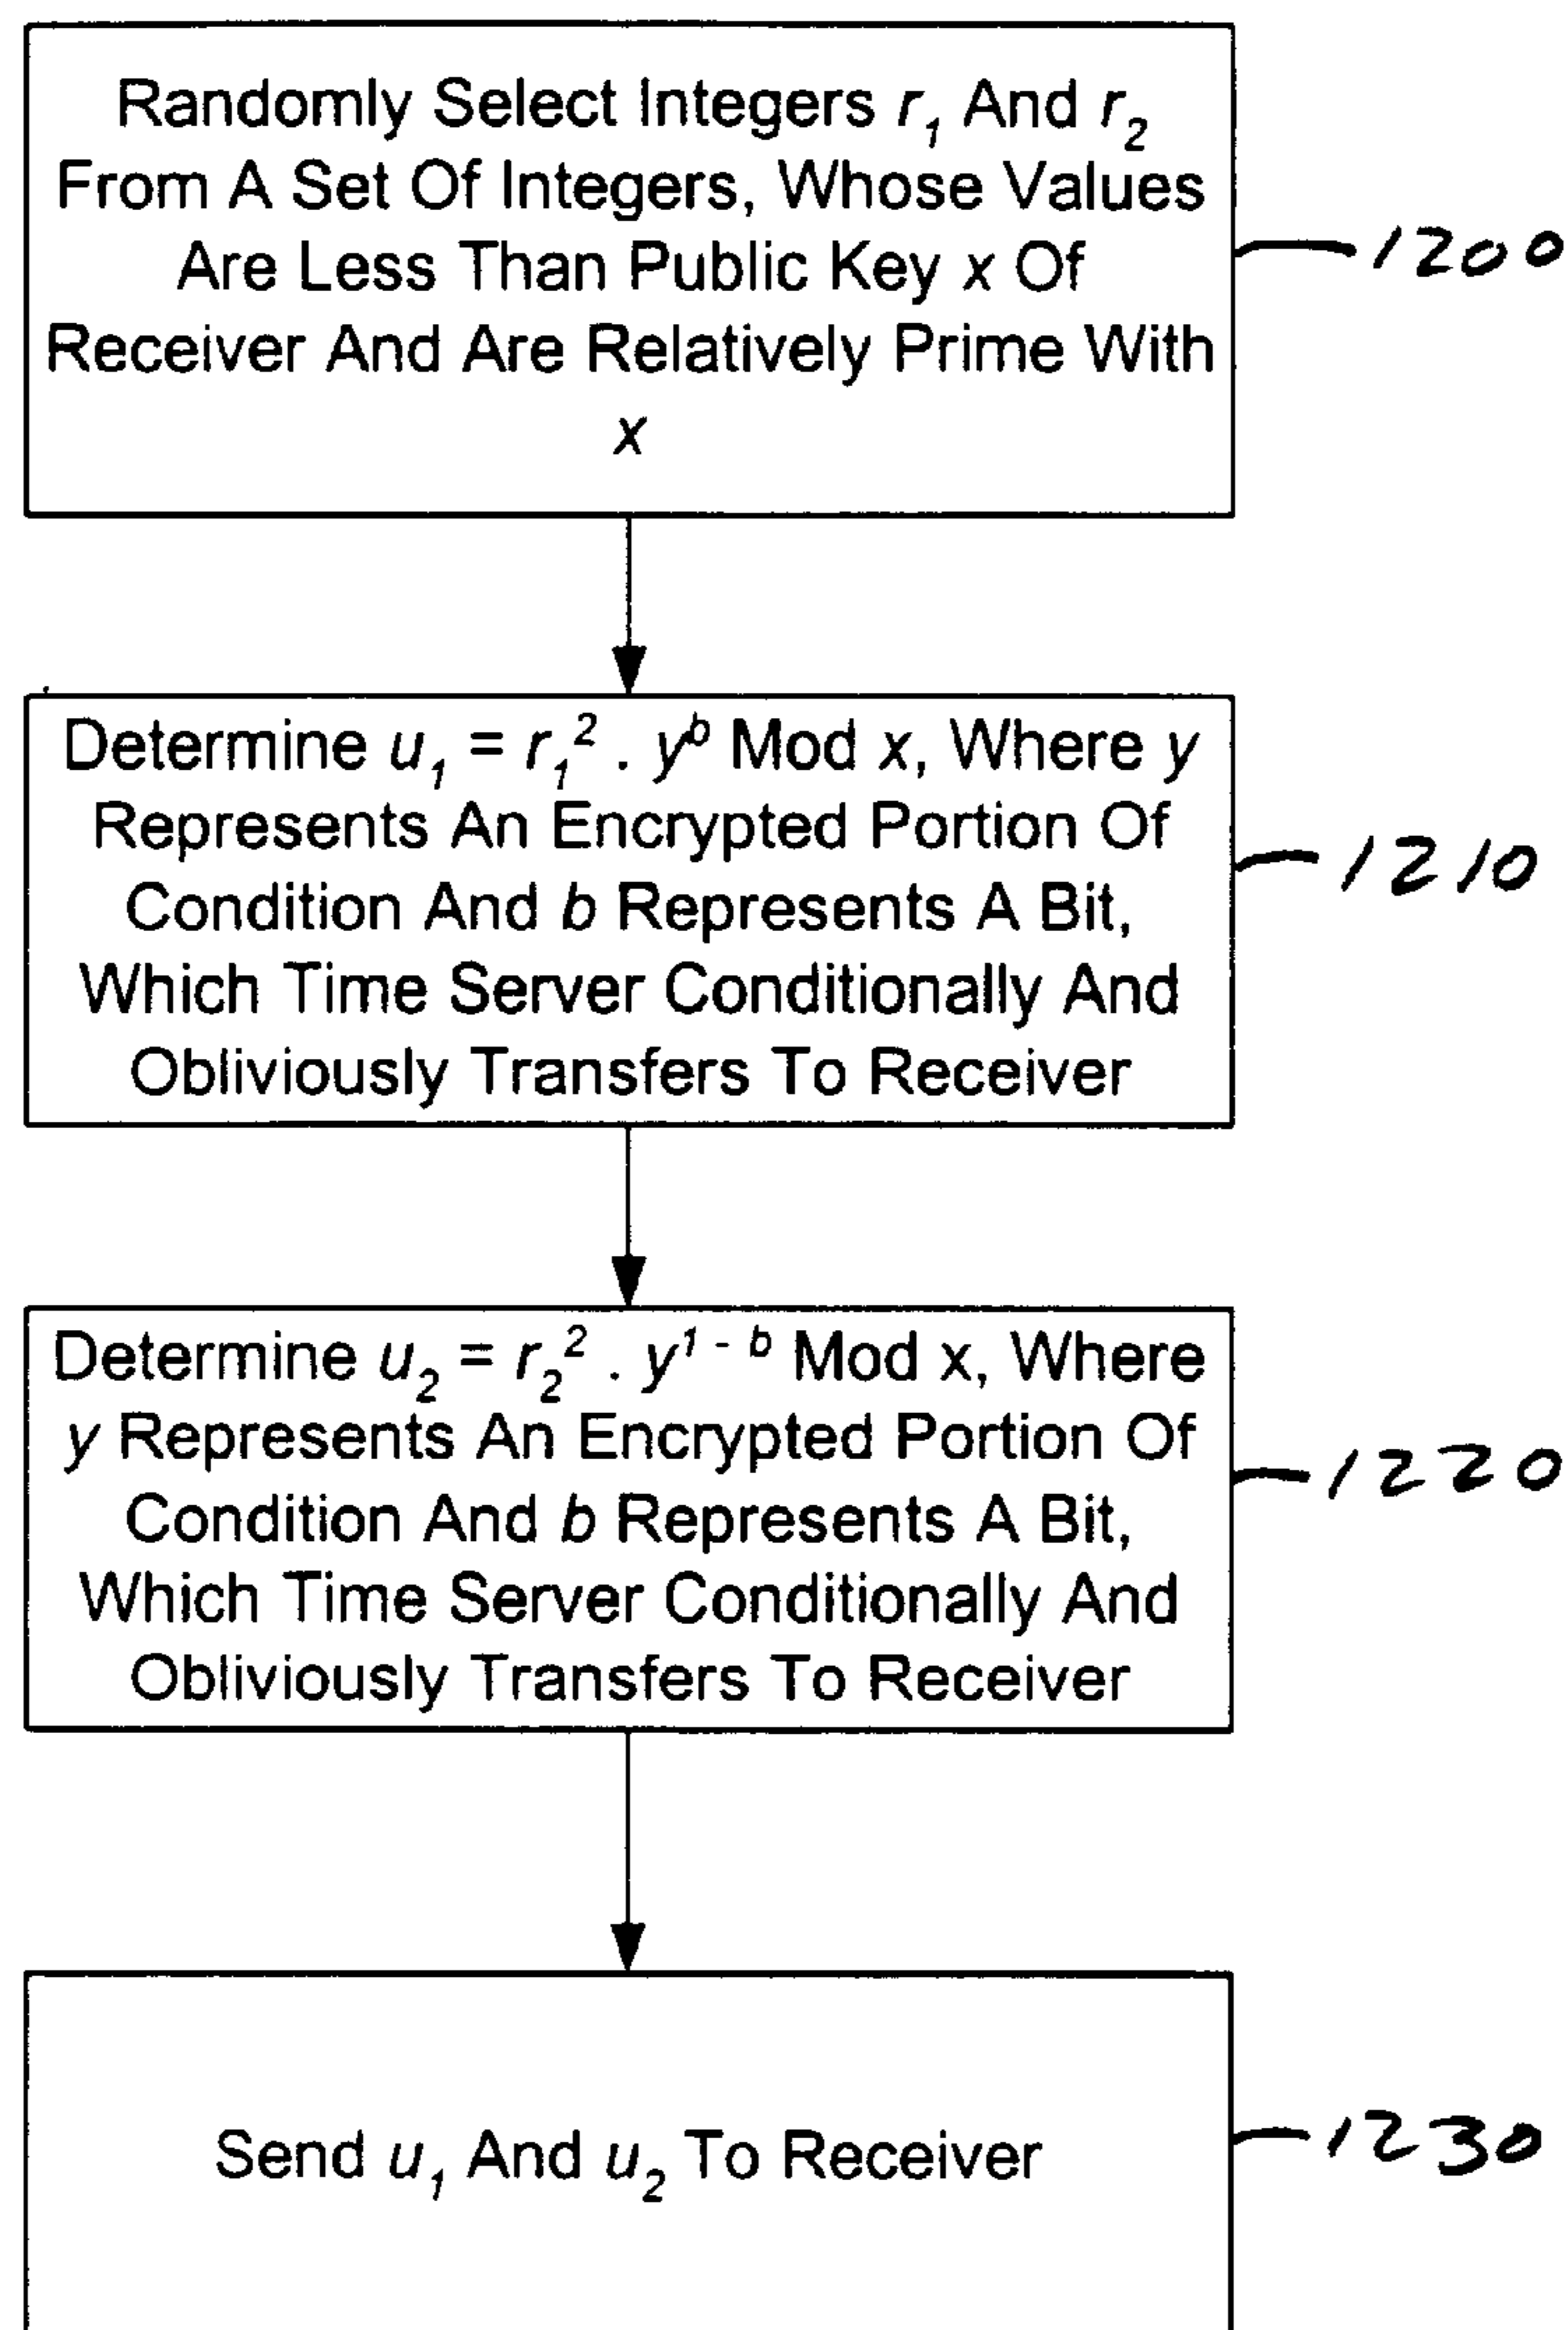 Randomly Select Integers r₁ And r₂
From A Set Of Integers, Whose Values
Are Less Than Public Key x Of
Receiver And Are Relatively Prime With
x
1200
Determine u₁ = r₁² . yᵇ Mod x, Where y
Represents An Encrypted Portion Of
Condition And b Represents A Bit,
Which Time Server Conditionally And
Obliviously Transfers To Receiver
1210
Determine u₂ = r₂² . y¹⁻ᵇ Mod x, Where
y Represents An Encrypted Portion Of
Condition And b Represents A Bit,
Which Time Server Conditionally And
Obliviously Transfers To Receiver
1220
Send u₁ And u₂ To Receiver
1230